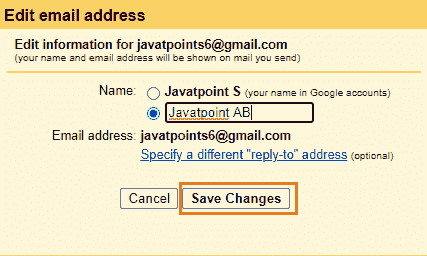 Edit email address
Edit information for javatpoints6@gmail.com
(your name and email address will be shown on mail you send)
Name: Javatpoint S (your name in Google accounts)
Javatpoint AB
Email address: javatpoints6@gmail.com
Specify a different "reply-to" address (optional)
Cancel Save Changes